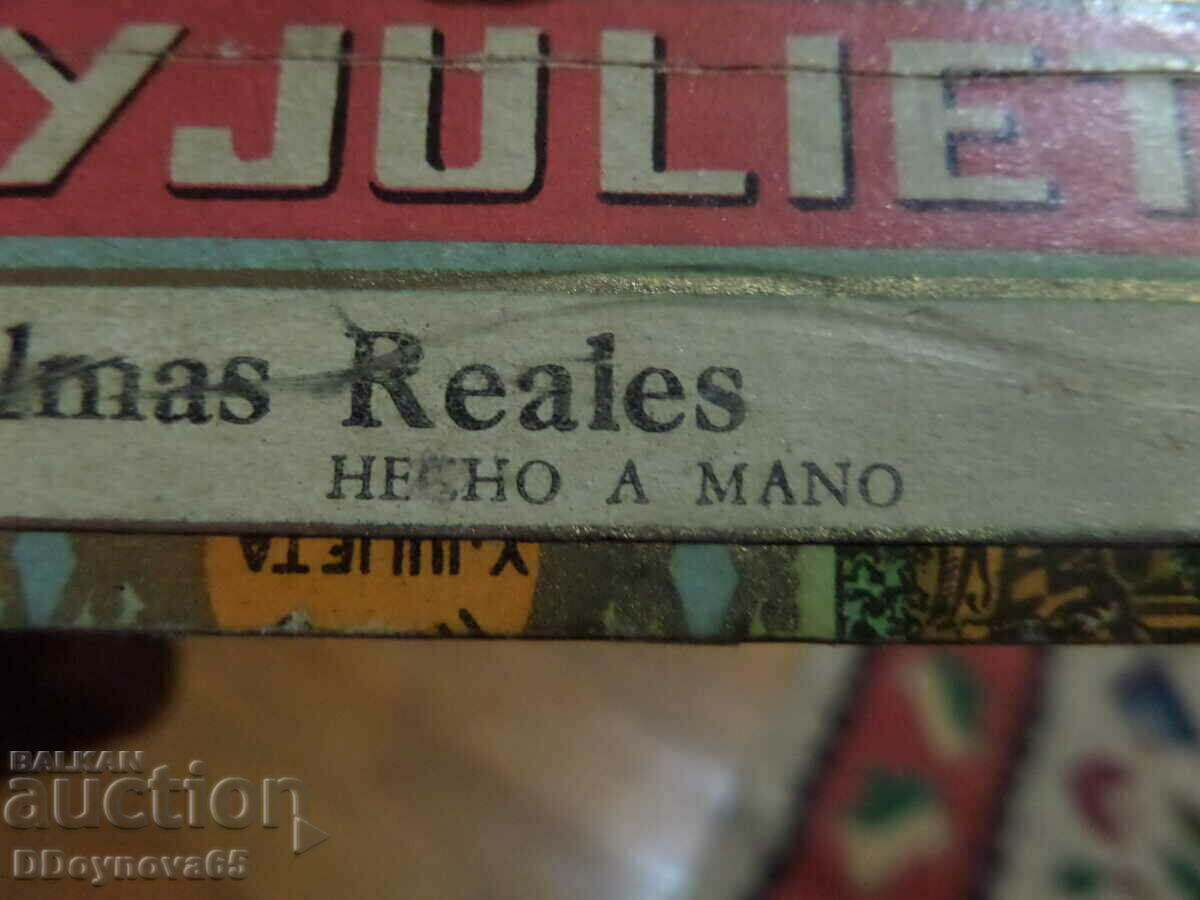 YJULIET
lmas Reales
HECHO A MANO
Y. JULIETA
BALKAN
auction
DDoynova65